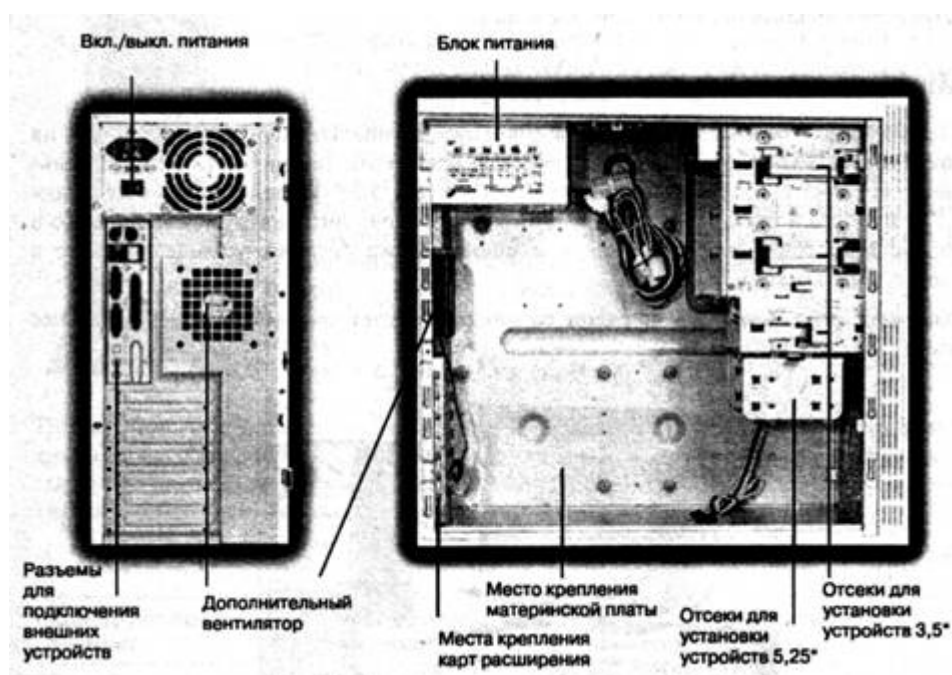 Вкл./выкл. питания
Блок питания
Разъемы
для
подключения
внешних
устройств
Дополнительный
вентилятор
Место крепления
материнской платы
Места крепления
карт расширения
Отсеки для
установки
устройств 5,25"
Отсеки для
установки
устройств 3,5"